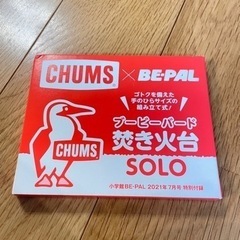 CHUMS × BE-PAL
ゴトクを備えた
手のひらサイズの
組み立て式!
ブービーバード
焚き火台
SOLO
CHUMS
小学館 BE-PAL 2021年7月号 特別付録